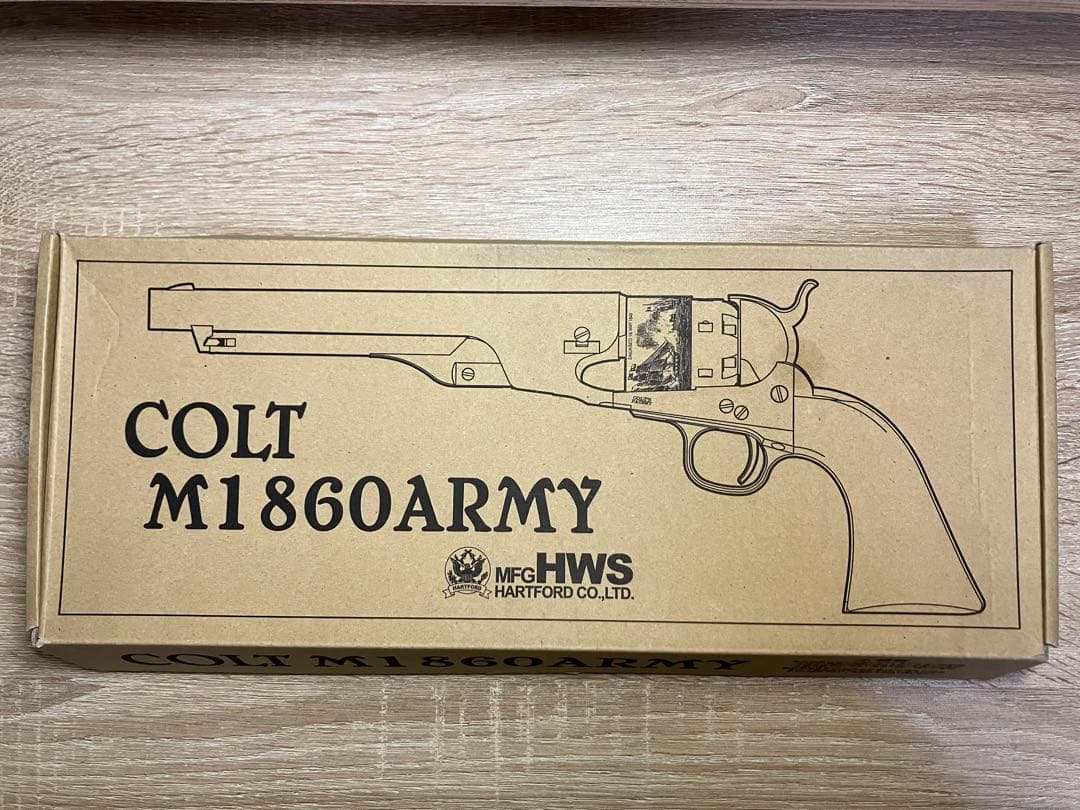 COLT
M1860ARMY
HARTFORD
MFG HWS
HARTFORD CO.,LTD.
COLT M1860ARMY